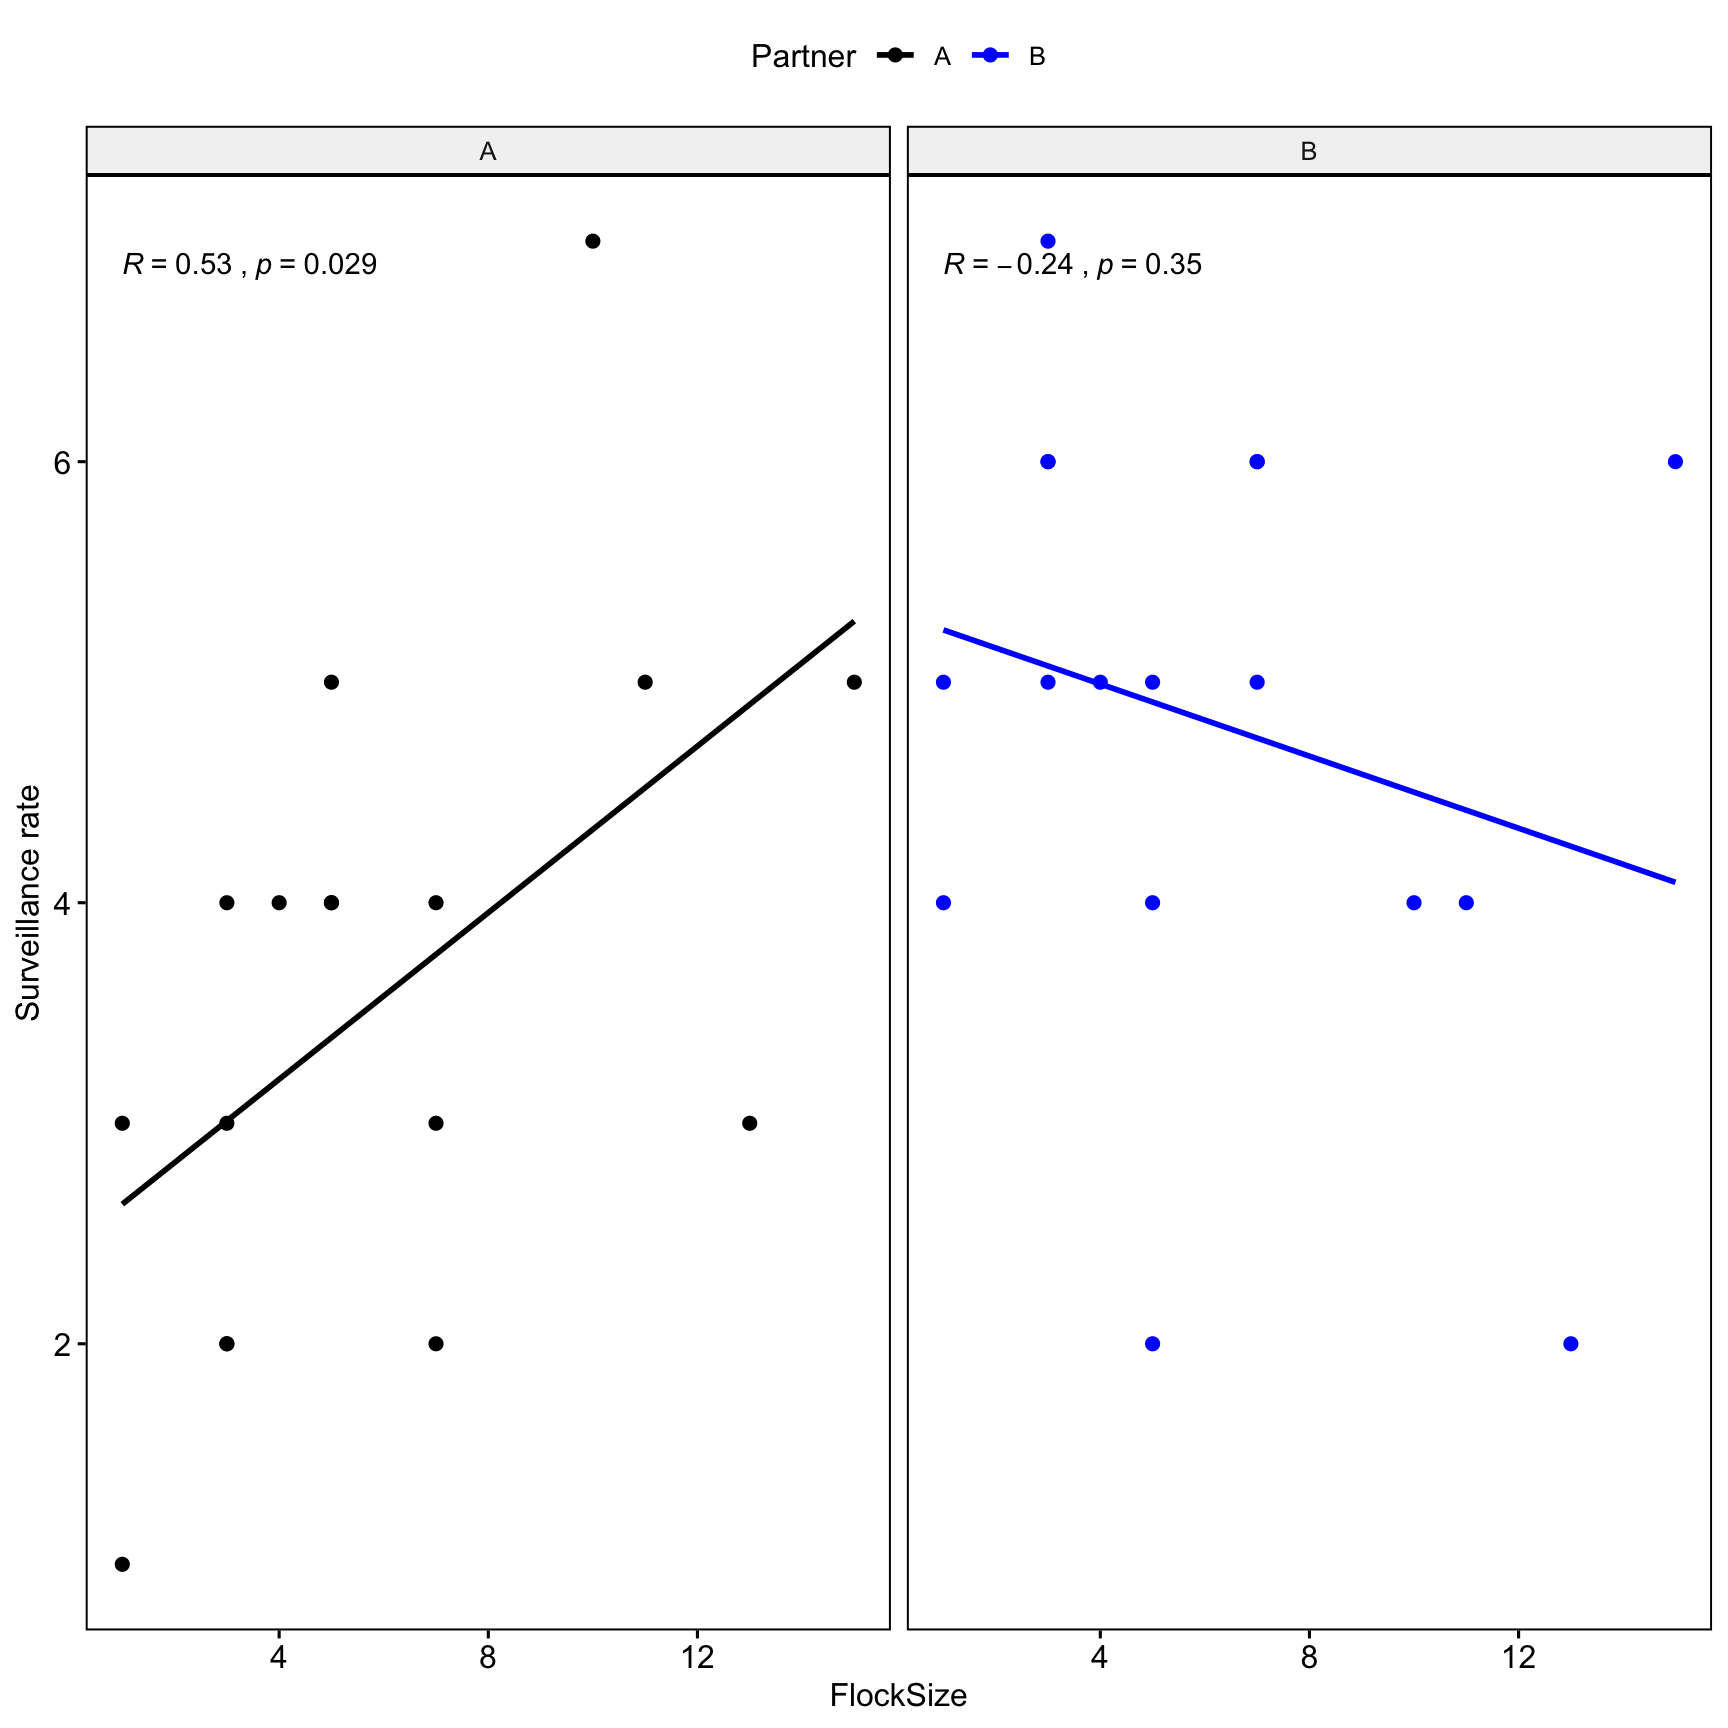 Partner A B
A B
R = 0.53 , p = 0.029 R = −0.24 , p = 0.35
6
4
2
Surveillance rate
4 8 12 4 8 12
FlockSize